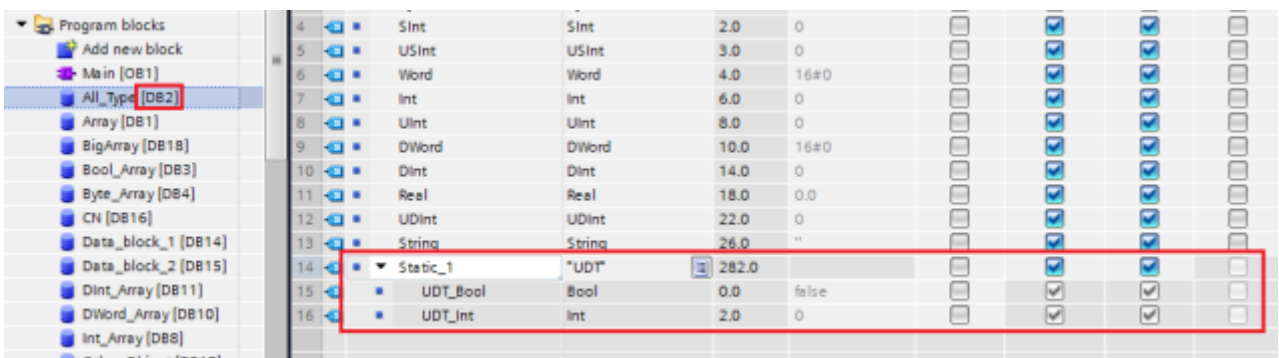 Program blocks
Add new block
Main [OB1]
All_Type [DB2]
Array [DB1]
BigArray [DB18]
Bool_Array [DB3]
Byte_Array [DB4]
CN [DB16]
Data_block_1 [DB14]
Data_block_2 [DB15]
DInt_Array [DB11]
DWord_Array [DB10]
Int_Array [DB8]
4 SInt SInt 2.0 0
5 USInt USInt 3.0 0
6 Word Word 4.0 16#0
7 Int Int 6.0 0
8 UInt UInt 8.0 0
9 DWord DWord 10.0 16#0
10 DInt DInt 14.0 0
11 Real Real 18.0 0.0
12 UDInt UDInt 22.0 0
13 String String 26.0 ''
14 Static_1 "UDT" 282.0
15 UDT_Bool Bool 0.0 false
16 UDT_Int Int 2.0 0